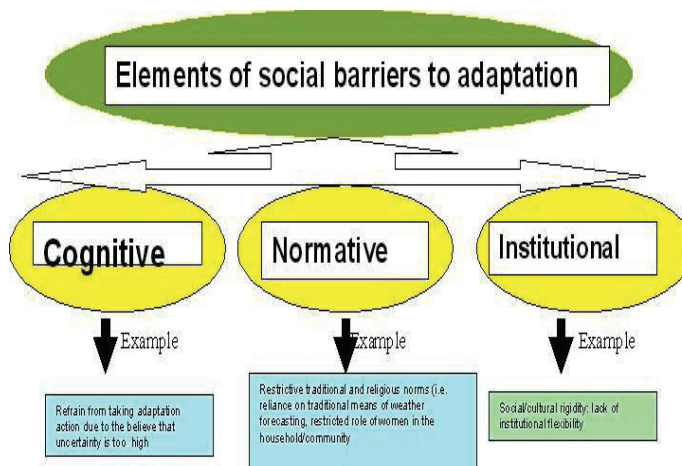 Elements of social barriers to adaptation
Cognitive
Normative
Institutional
Example
Example
Example
Refrain from taking adaptation
action due to the believe that
uncertainty is too high
Restrictive traditional and religious norms (i.e.
reliance on traditional means of weather
forecasting, restricted role of women in the
household/community
Social/cultural rigidity: lack of
institutional flexibility